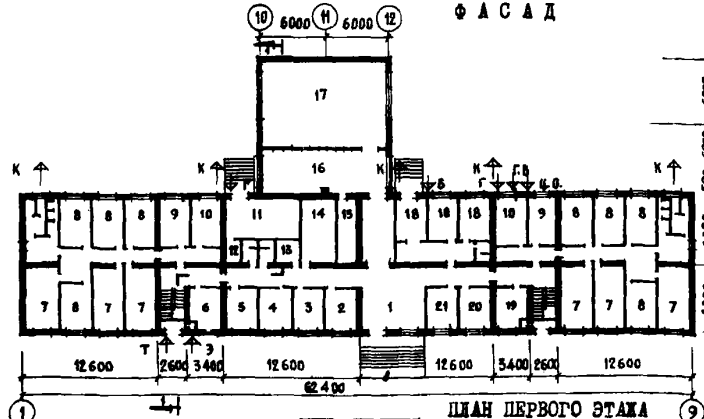 ФАСАД
10 6000 11 6000 12
17
К К 16 К К К
Г Б Г Г.В Ц.О.
8 8 8 9 10 11 14 15 18 18 18 10 9 8 8 8
12 13
7 8 7 7 6 5 4 3 2 1 21 20 19 7 7 8 7
Т Э
12600 2600 3400 12600 12600 3400 2600 12600
62400
1 ПЛАН ПЕРВОГО ЭТАЖА 9